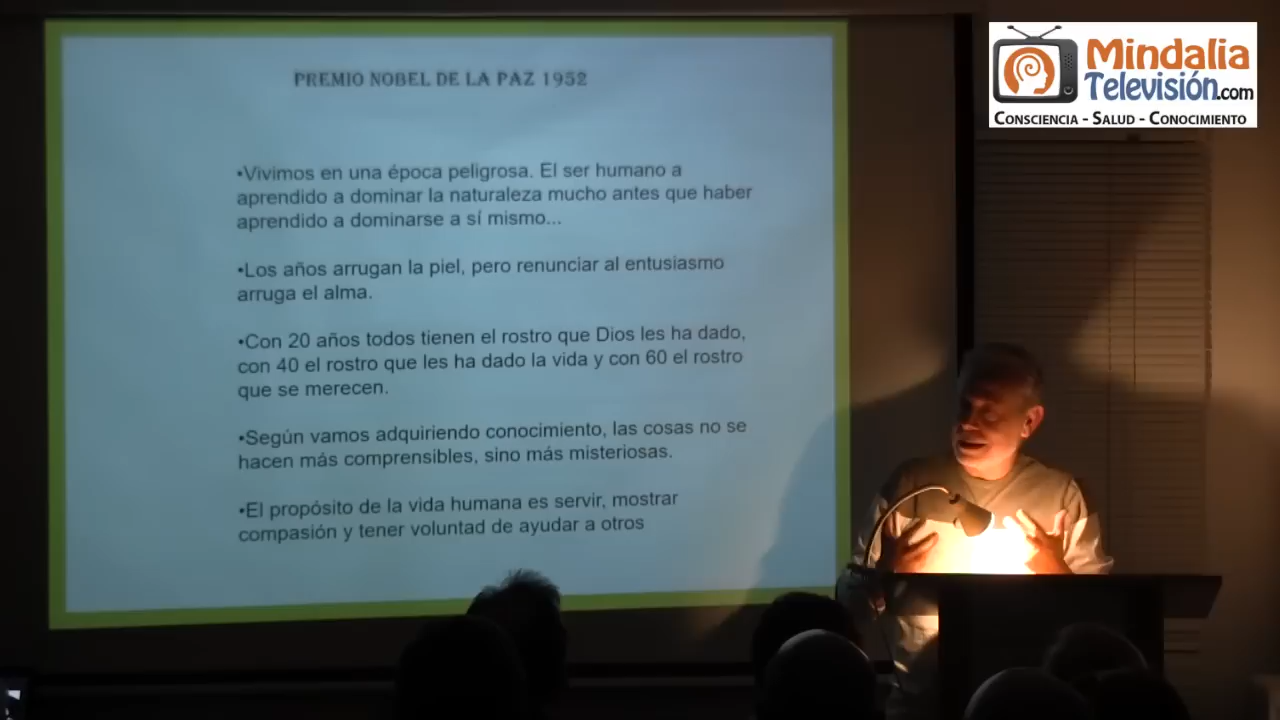 PREMIO NOBEL DE LA PAZ 1952
•Vivimos en una época peligrosa. El ser humano a
aprendido a dominar la naturaleza mucho antes que haber
aprendido a dominarse a sí mismo...
•Los años arrugan la piel, pero renunciar al entusiasmo
arruga el alma.
•Con 20 años todos tienen el rostro que Dios les ha dado,
con 40 el rostro que les ha dado la vida y con 60 el rostro
que se merecen.
•Según vamos adquiriendo conocimiento, las cosas no se
hacen más comprensibles, sino más misteriosas.
•El propósito de la vida humana es servir, mostrar
compasión y tener voluntad de ayudar a otros
Mindalia
Televisión.com
Consciencia - Salud - Conocimiento